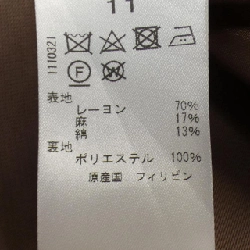 11
1110321
表地
レーヨン 70%
麻 17%
綿 13%
裏地
ポリエステル 100%
原産国 フィリピン